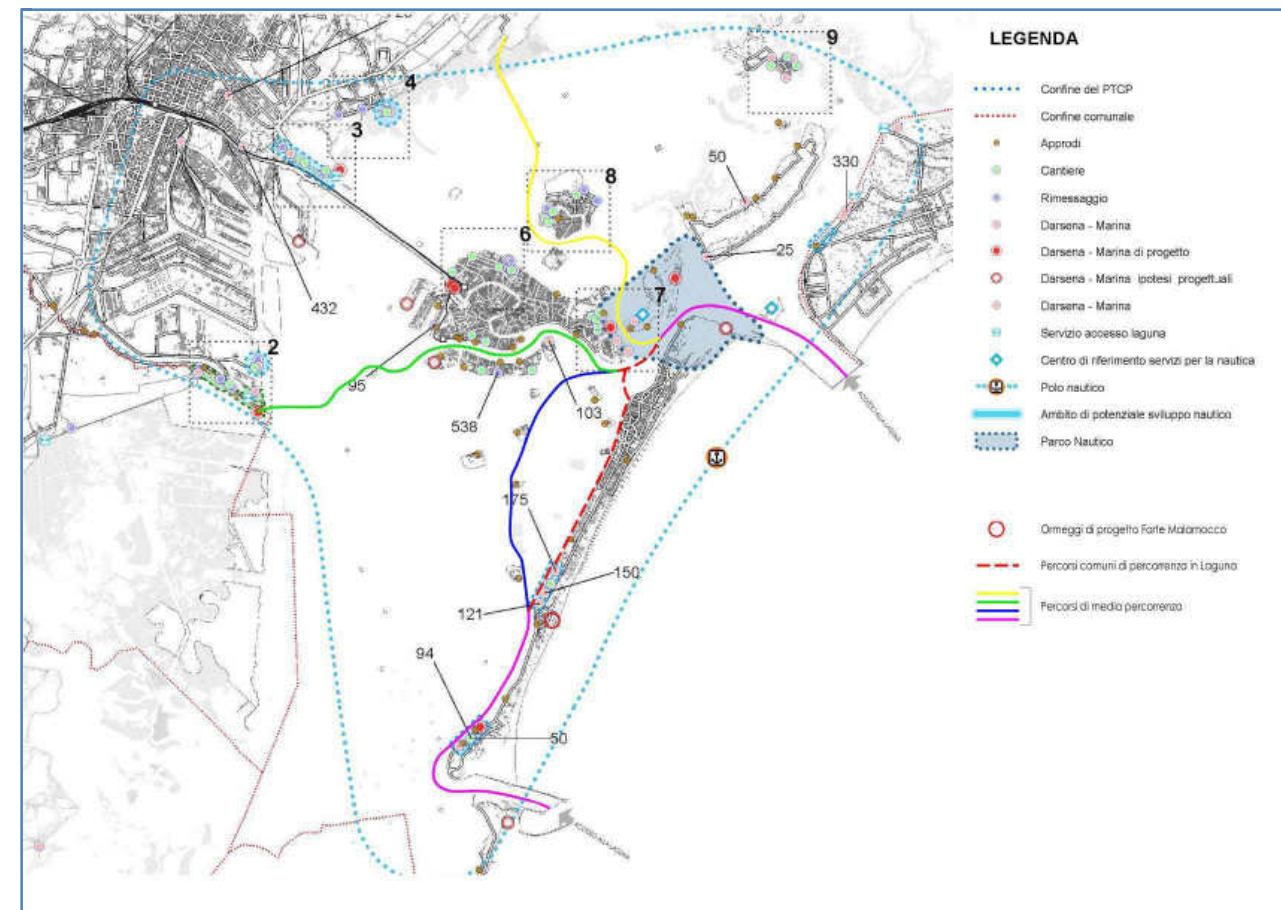 9
4
3
50
330
8
6
25
7
432
2
95
103
538
175
150
121
94
50
LEGENDA
Confine del PTCP
Confine comunale
Approdi
Cantiere
Rimessaggio
Darsena - Marina
Darsena - Marina di progetto
Darsena - Marina ipotesi progettuali
Darsena - Marina
Servizio accesso laguna
Centro di riferimento servizi per la nautica
Polo nautico
Ambito di potenziale sviluppo nautico
Parco Nautico
Ormeggi di progetto Forte Malamocco
Percorsi comuni di percorrenza in Laguna
Percorsi di media percorrenza